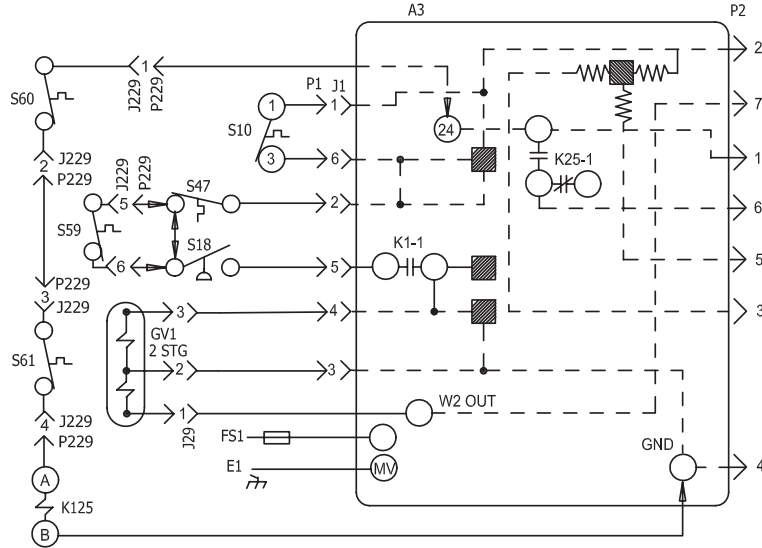 A3
P2
1
J229
P229
2
S60
P1
J1
1
1
7
S10
24
3
6
1
K25-1
2
J229
P229
J229
P229
5
S47
2
6
S59
S18
K1-1
6
5
5
P229
3
J229
3
4
3
GV1
2 STG
S61
2
3
W2 OUT
1
J29
4
J229
P229
FS1
GND
E1
MV
4
A
K125
B